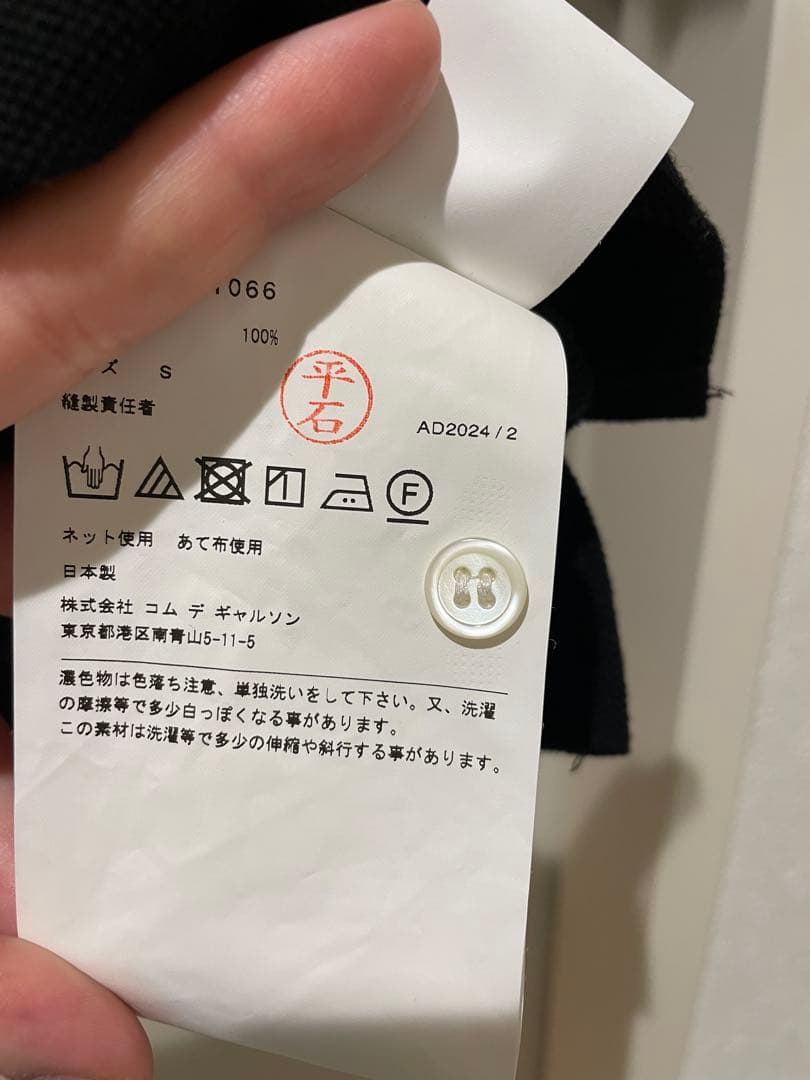 1066
100%
ズ S
縫製責任者
平石
AD2024/2
F
ネット使用 あて布使用
日本製
株式会社 コム デ ギャルソン
東京都港区南青山5-11-5
濃色物は色落ち注意、単独洗いをして下さい。又、洗濯
の摩擦等で多少白っぽくなる事があります。
この素材は洗濯等で多少の伸縮や斜行する事があります。